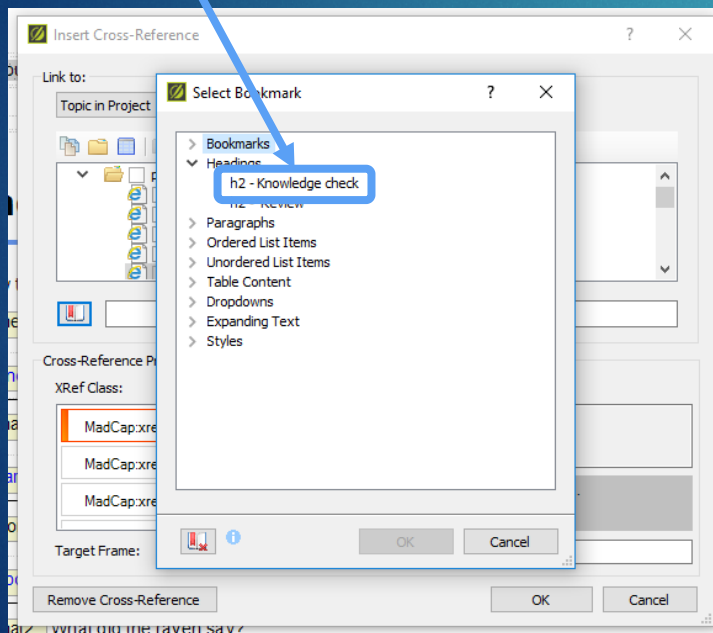 Insert Cross-Reference
?
Link to:
Topic in Project
Select Bookmark
?
Bookmarks
Headings
h2 - Knowledge check
h2 - Review
Paragraphs
Ordered List Items
Unordered List Items
Table Content
Dropdowns
Expanding Text
Styles
XRef Class:
MadCap:xre
MadCap:xre
MadCap:xre
OK
Cancel
Cross-Reference Pr
Target Frame:
Remove Cross-Reference
OK
Cancel
What did the raven say?